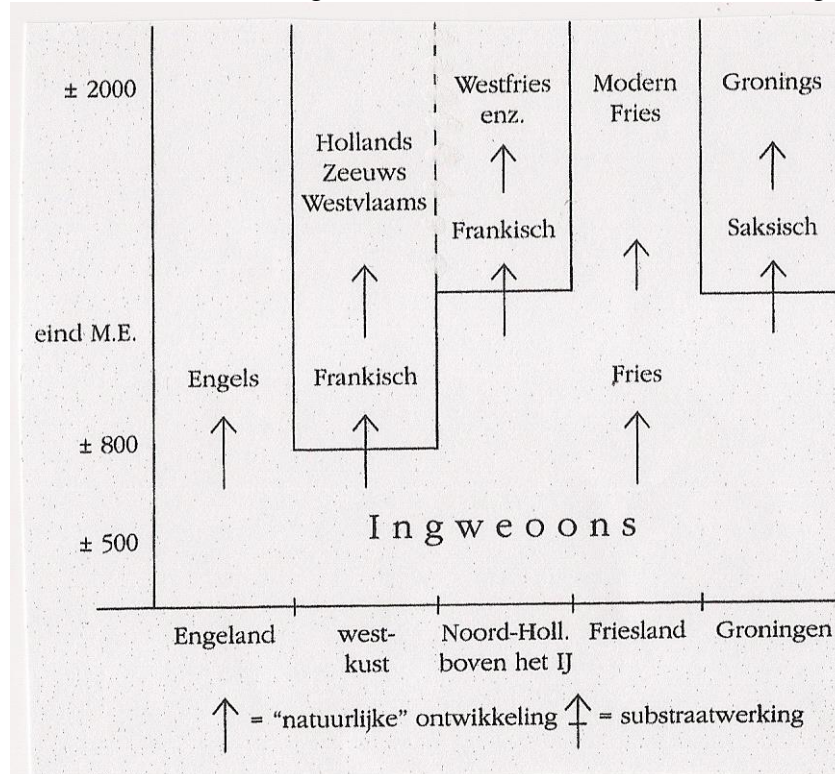 ± 2000
Westfries
enz.
Modern
Fries
Gronings
Hollands
Zeeuws
Westvlaams
Frankisch
Saksisch
eind M.E.
Engels
Frankisch
Fries
± 800
Ingweoons
± 500
Engeland
west-
kust
Noord-Holl.
boven het IJ
Friesland
Groningen
= “natuurlijke” ontwikkeling
= substraatwerking